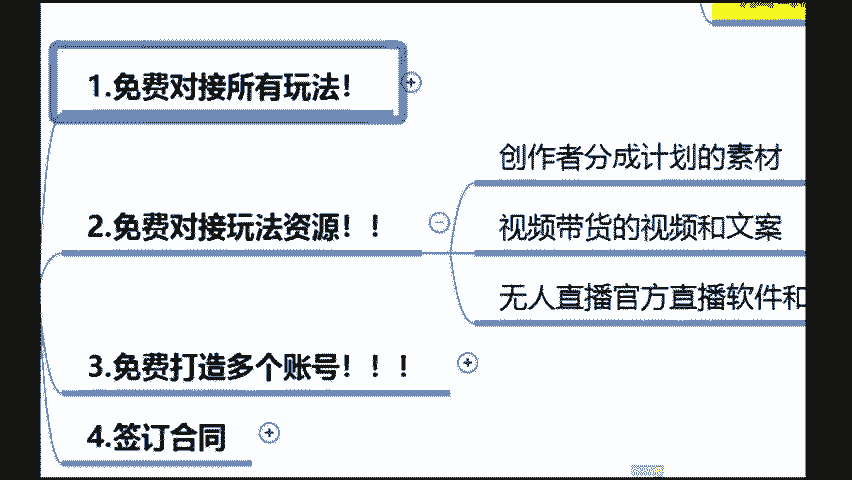 1.免费对接所有玩法！
创作者分成计划的素材
2.免费对接玩法资源！！
视频带货的视频和文案
无人直播官方直播软件和
3.免费打造多个账号！！！
4.签订合同